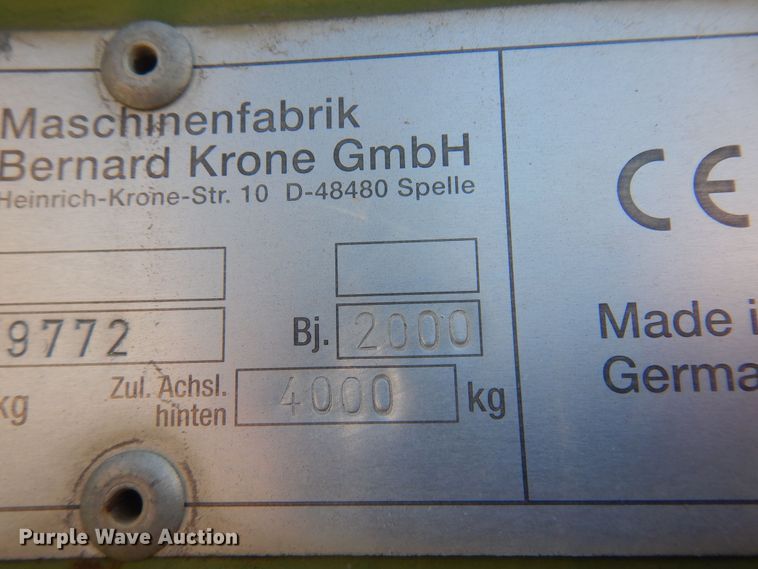 Maschinenfabrik
Bernard Krone GmbH
Heinrich-Krone-Str. 10 D-48480 Spelle
CE
9772 Bj. 2000
Made
kg Zul. Achsl. hinten 4000 kg
Purple Wave Auction